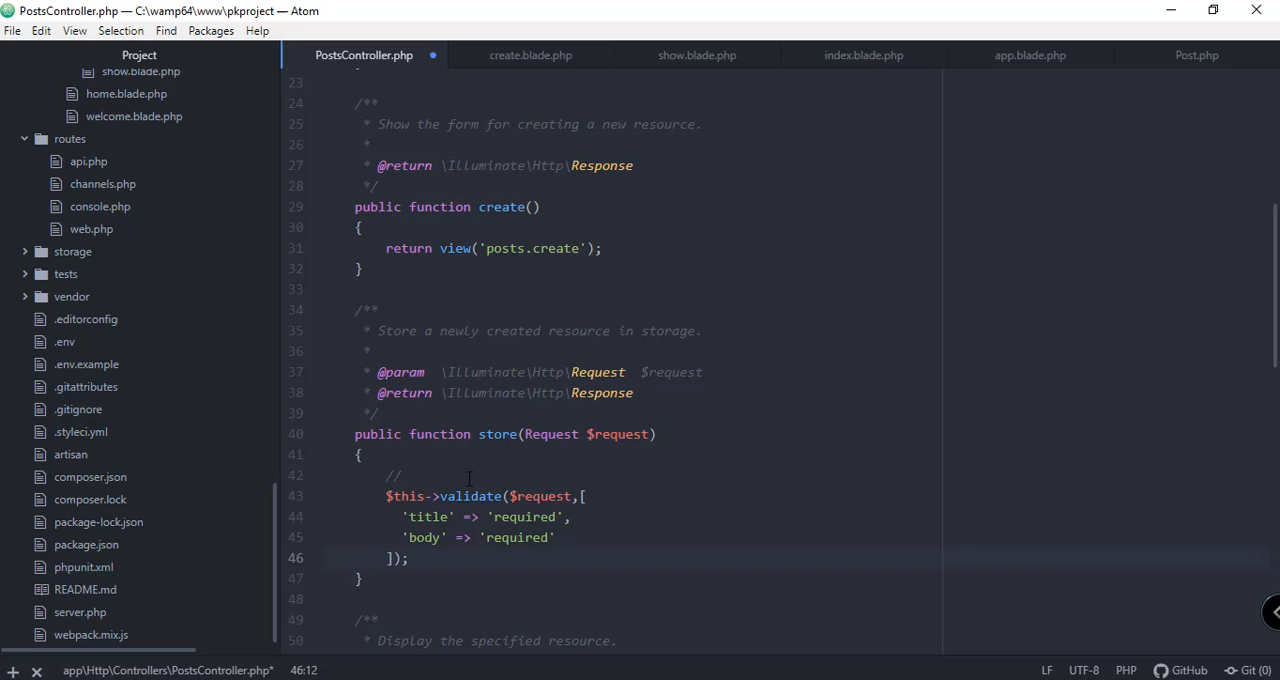 PostsController.php — C:\wamp64\www\pkproject — Atom
File Edit View Selection Find Packages Help
Project
PostsController.php create.blade.php show.blade.php index.blade.php app.blade.php Post.php
show.blade.php
home.blade.php
welcome.blade.php
routes
api.php
channels.php
console.php
web.php
storage
tests
vendor
.editorconfig
.env
.env.example
.gitattributes
.gitignore
.styleci.yml
artisan
composer.json
composer.lock
package-lock.json
package.json
phpunit.xml
README.md
server.php
webpack.mix.js
23
24 /**
25 * Show the form for creating a new resource.
26 *
27 * @return \Illuminate\Http\Response
28 */
29 public function create()
30 {
31 return view('posts.create');
32 }
33
34 /**
35 * Store a newly created resource in storage.
36 *
37 * @param \Illuminate\Http\Request $request
38 * @return \Illuminate\Http\Response
39 */
40 public function store(Request $request)
41 {
42 //
43 $this->validate($request,[
44 'title' => 'required',
45 'body' => 'required'
46 ]);
47 }
48
49 /**
50 * Display the specified resource.
app\Http\Controllers\PostsController.php* 46:12 LF UTF-8 PHP GitHub Git (0)